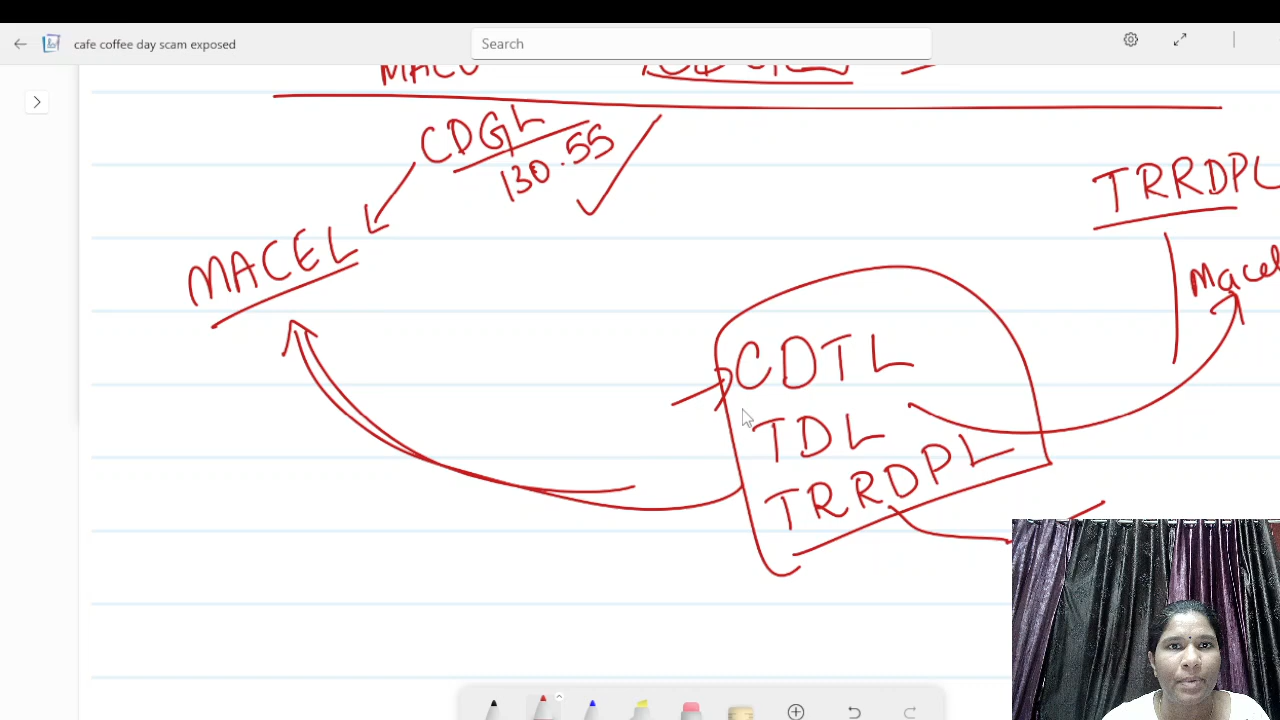 cafe coffee day scam exposed
Search
CDGL
130.55
TRRDPL
MACEL
Macel
CDTL
TDL
TRRDPL